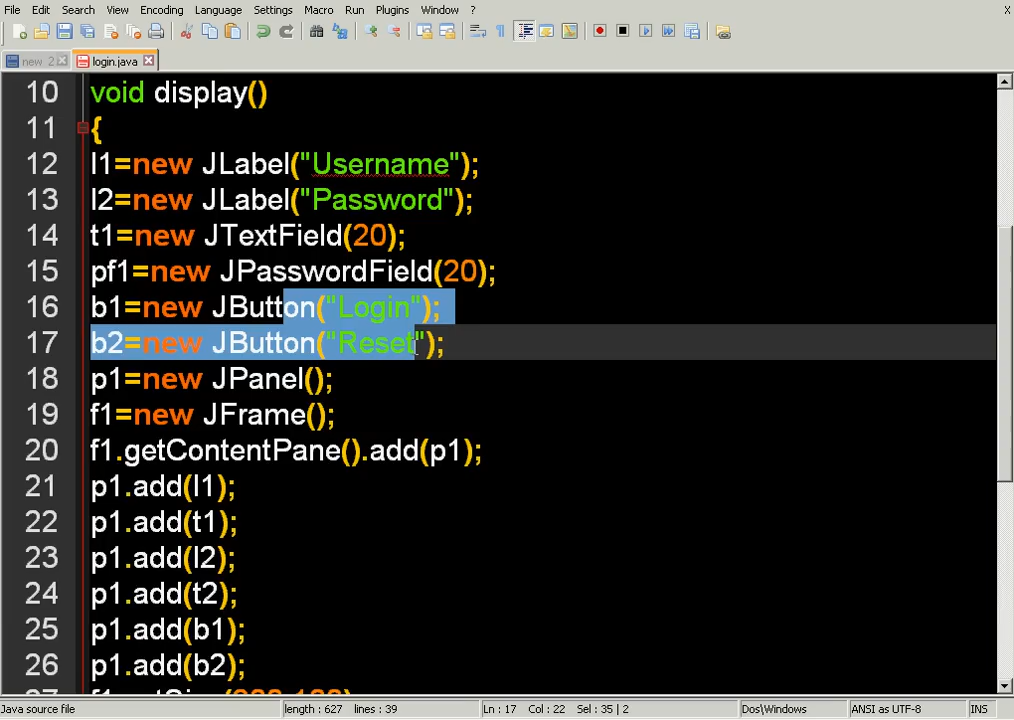 File Edit Search View Encoding Language Settings Macro Run Plugins Window ? X
new 2 login.java
10 void display()
11 {
12 l1=new JLabel("Username");
13 l2=new JLabel("Password");
14 t1=new JTextField(20);
15 pf1=new JPasswordField(20);
16 b1=new JButton("Login");
17 b2=new JButton("Reset");
18 p1=new JPanel();
19 f1=new JFrame();
20 f1.getContentPane().add(p1);
21 p1.add(l1);
22 p1.add(t1);
23 p1.add(l2);
24 p1.add(t2);
25 p1.add(b1);
26 p1.add(b2);
Java source file length : 627 lines : 39 Ln : 17 Col : 22 Sel : 35 | 2 Dos\Windows ANSI as UTF-8 INS